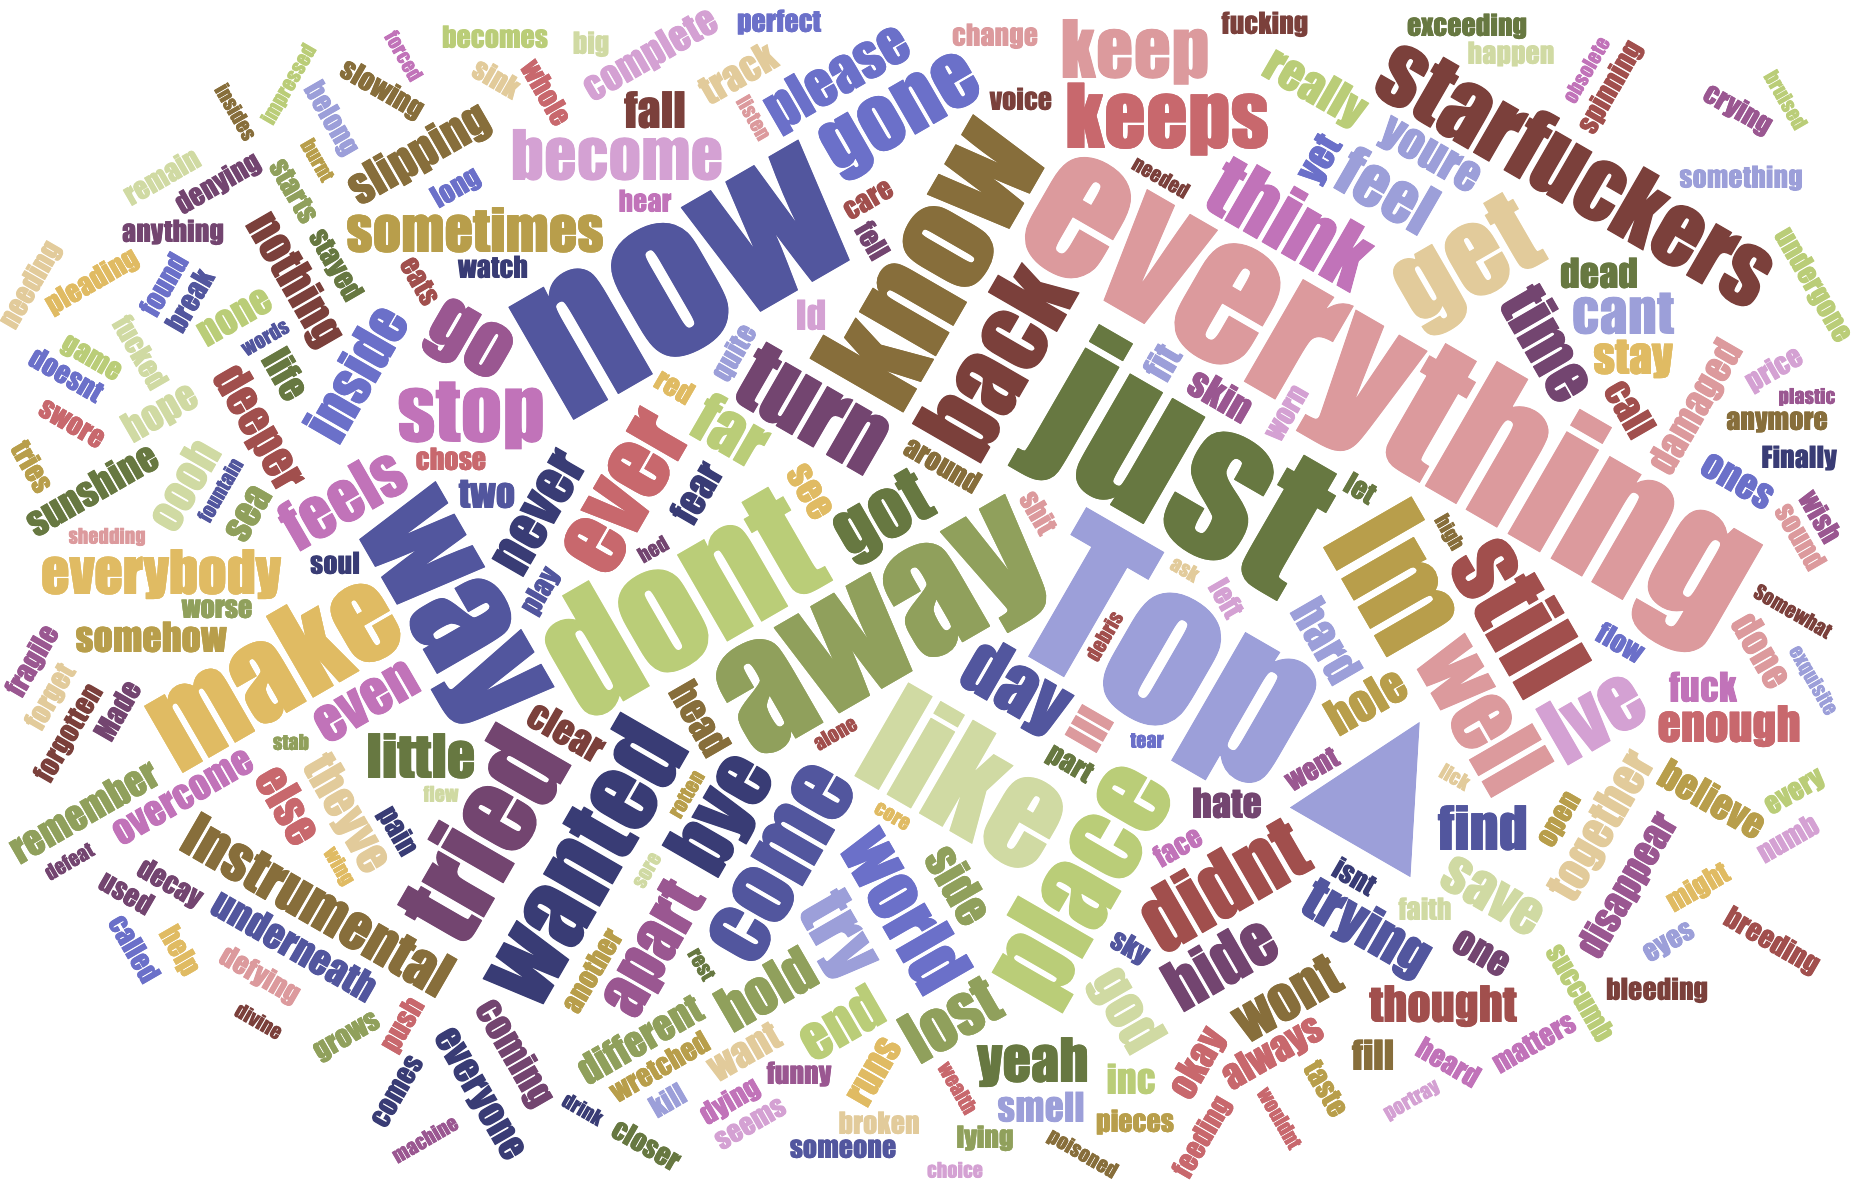 perfect
becomes
big
complete
change
fucking
exceeding
happen
forced
slowing
sink
whole
track
please
keep
really
starfuckers
obsolete
spinning
Impressed
Insides
belong
slipping
fall
listen
gone
voice
keeps
crying
bruised
burnt
become
know
needed
think
yet
youre
feel
something
remain
denying
starts
long
hear
now
care
fell
everything
get
anything
nothing
stayed
sometimes
watch
eats
dead
undergone
needing
pleading
found
break
none
words
inside
go
Id
back
time
cant
stay
game
fucked
doesnt
life
quite
turn
just
fit
skin
worn
call
damaged
price
plastic
anymore
swore
hope
deeper
stop
red
far
around
tries
sunshine
oooh
fountain
sea
feels
chose
two
never
ever
fear
see
got
shit
let
Finally
ones
wish
sound
shedding
everybody
soul
way
play
bed
dont
away
Top
ask
left
debris
Im
high
still
worse
somehow
make
hard
flow
Somewhat
done
exquisite
fragile
forget
forgotten
Made
even
head
day
Ill
hole
well
Ive
fuck
enough
stab
little
clear
alone
like
part
tear
went
lick
remember
overcome
else
theyve
flew
tried
wanted
rotten
bye
core
place
hate
find
open
together
believe
every
numb
defeat
decay
used
Instrumental
wing
pain
sore
come
world
side
face
didnt
isnt
trying
faith
save
disappear
might
called
help
underneath
defying
another
apart
try
sky
hide
one
eyes
breeding
divine
grows
push
coming
rest
hold
lost
god
wont
thought
succumb
bleeding
comes
everyone
different
wretched
want
end
yeah
inc
okay
always
fill
heard
matters
machine
drink
kill
dying
funny
runs
wealth
smell
pieces
taste
portray
closer
seems
broken
someone
lying
choice
poisoned
feeding
wouldnt